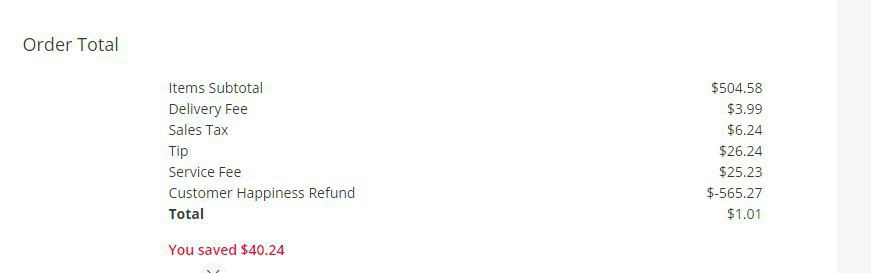 Order Total
Items Subtotal $504.58
Delivery Fee $3.99
Sales Tax $6.24
Tip $26.24
Service Fee $25.23
Customer Happiness Refund $-565.27
Total $1.01
You saved $40.24